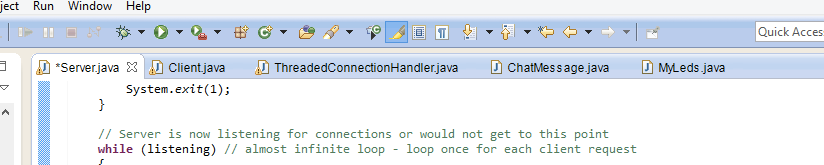 ject Run Window Help
Quick Acces
*Server.java Client.java ThreadedConnectionHandler.java ChatMessage.java MyLeds.java
System.exit(1);
}
// Server is now listening for connections or would not get to this point
while (listening) // almost infinite loop - loop once for each client request
{